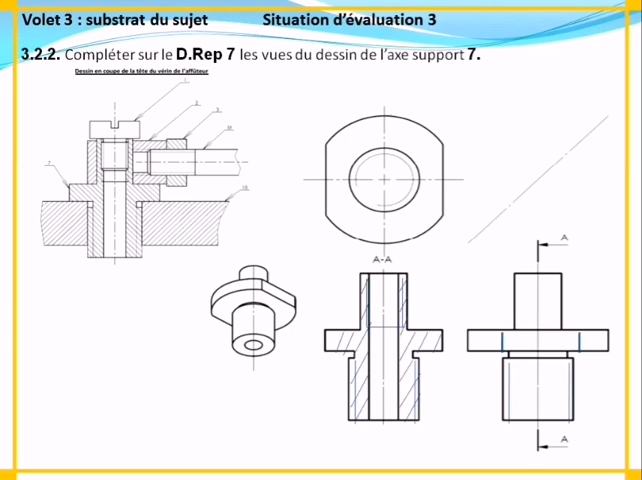 Volet 3 : substrat du sujet Situation d'évaluation 3
3.2.2. Compléter sur le D.Rep 7 les vues du dessin de l'axe support 7.
Dessin en coupe de la tête du vérin de l'affûteur
A
A-A
A